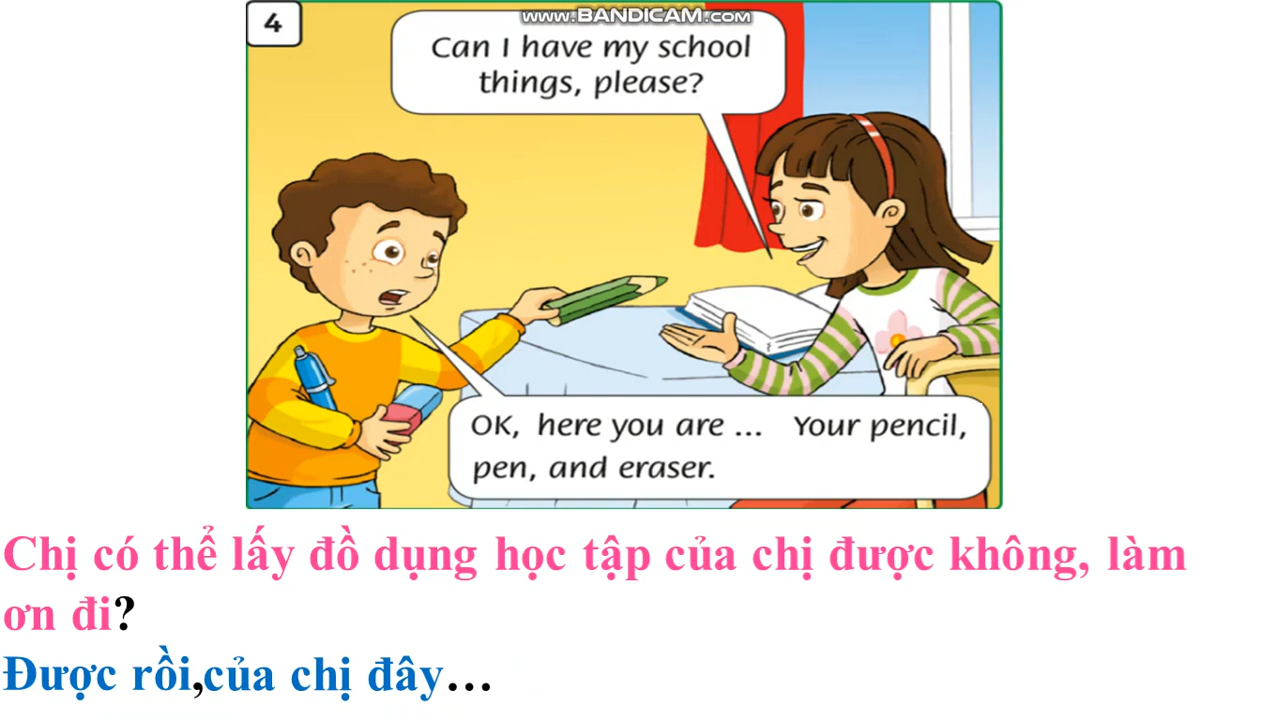 www.BANDICAM.com
4
Can I have my school
things, please?
OK, here you are ... Your pencil,
pen, and eraser.
Chị có thể lấy đồ dụng học tập của chị được không, làm
ơn đi?
Được rồi,của chị đây...